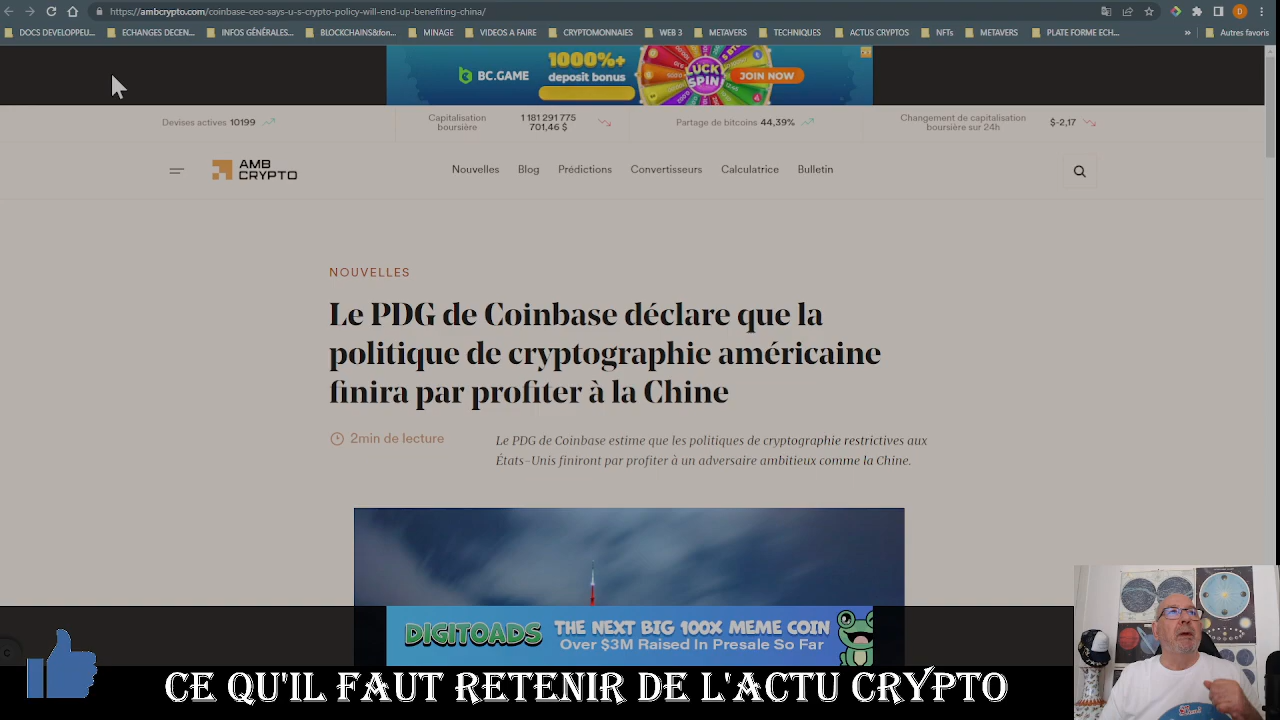 https://ambcrypto.com/coinbase-ceo-says-u-s-crypto-policy-will-end-up-benefiting-china/
DOCS DEVELOPPEU...
ECHANGES DECEN...
INFOS GÉNÉRALES...
BLOCKCHAINS&fon...
MINAGE
VIDEOS A FAIRE
CRYPTOMONNAIES
WEB 3
METAVERS
TECHNIQUES
ACTUS CRYPTOS
NFTs
METAVERS
PLATE FORME ECH...
»
Autres favoris
BC.GAME
1000%+
deposit bonus
LUCK
SPIN
JOIN NOW
Devises actives 10199
Capitalisation
boursière
1 181 291 775
701,46 $
Partage de bitcoins 44,39%
Changement de capitalisation
boursière sur 24h
$-2,17
AMB
CRYPTO
Nouvelles
Blog
Prédictions
Convertisseurs
Calculatrice
Bulletin
NOUVELLES
Le PDG de Coinbase déclare que la
politique de cryptographie américaine
finira par profiter à la Chine
2min de lecture
Le PDG de Coinbase estime que les politiques de cryptographie restrictives aux
États-Unis finiront par profiter à un adversaire ambitieux comme la Chine.
DIGITOADS
THE NEXT BIG 100X MEME COIN
Over $3M Raised In Presale So Far
CE QU'IL FAUT RETENIR DE L'ACTU CRYPTO